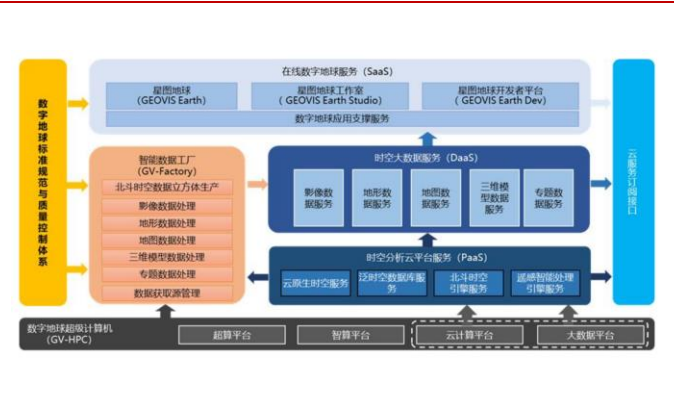 数字地球标准规范与质量控制体系
在线数字地球服务（SaaS）
星图地球
(GEOVIS Earth)
星图地球工作室
( GEOVIS Earth Studio)
星图地球开发者平台
( GEOVIS Earth Dev)
数字地球应用支撑服务
智能数据工厂
(GV-Factory)
北斗时空数据立方体生产
影像数据处理
地形数据处理
地图数据处理
三维模型数据处理
专题数据处理
数据获取源管理
时空大数据服务（DaaS）
影像数
据服务
地形数
据服务
地图数
据服务
三维模
型数据
服务
专题数
据服务
时空分析云平台服务（PaaS）
云原生时空服务
泛时空数据库服
务
北斗时空
引擎服务
遥感智能处理
引擎服务
云服务订阅接口
数字地球超级计算机
(GV-HPC)
超算平台
智算平台
云计算平台
大数据平台